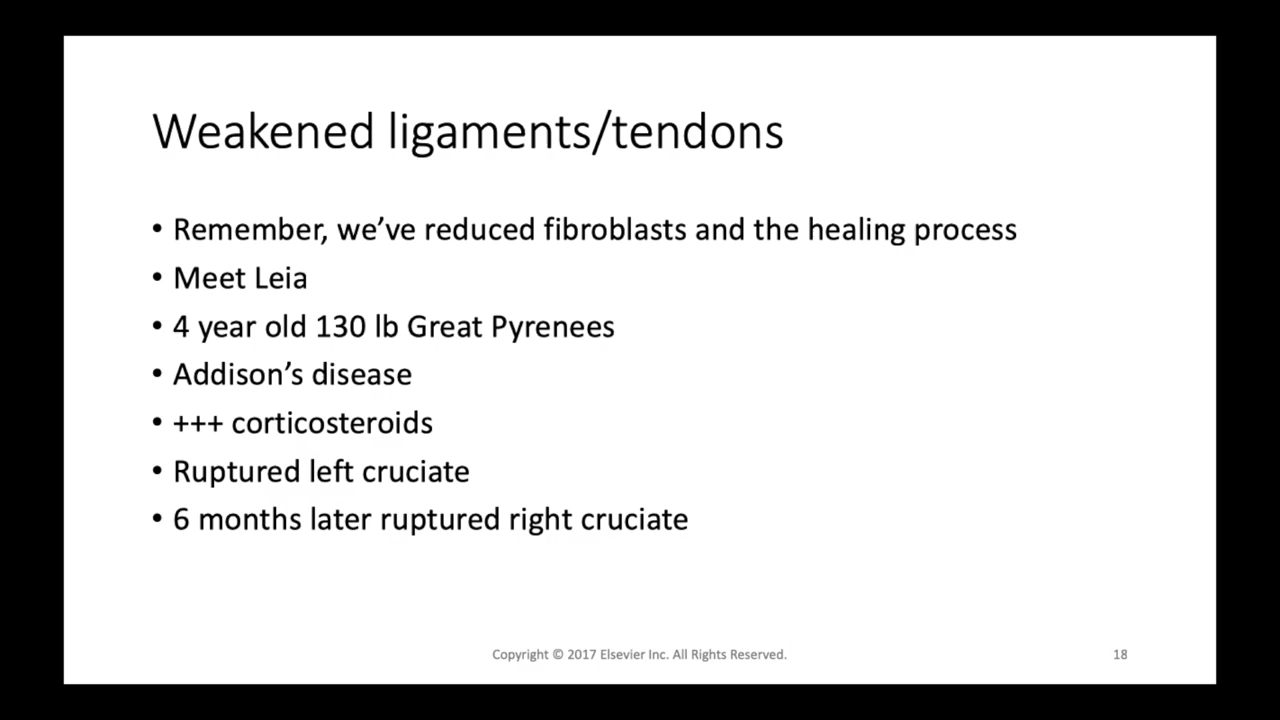 Weakened ligaments/tendons
• Remember, we’ve reduced fibroblasts and the healing process
• Meet Leia
• 4 year old 130 lb Great Pyrenees
• Addison’s disease
• +++ corticosteroids
• Ruptured left cruciate
• 6 months later ruptured right cruciate
Copyright © 2017 Elsevier Inc. All Rights Reserved.
18